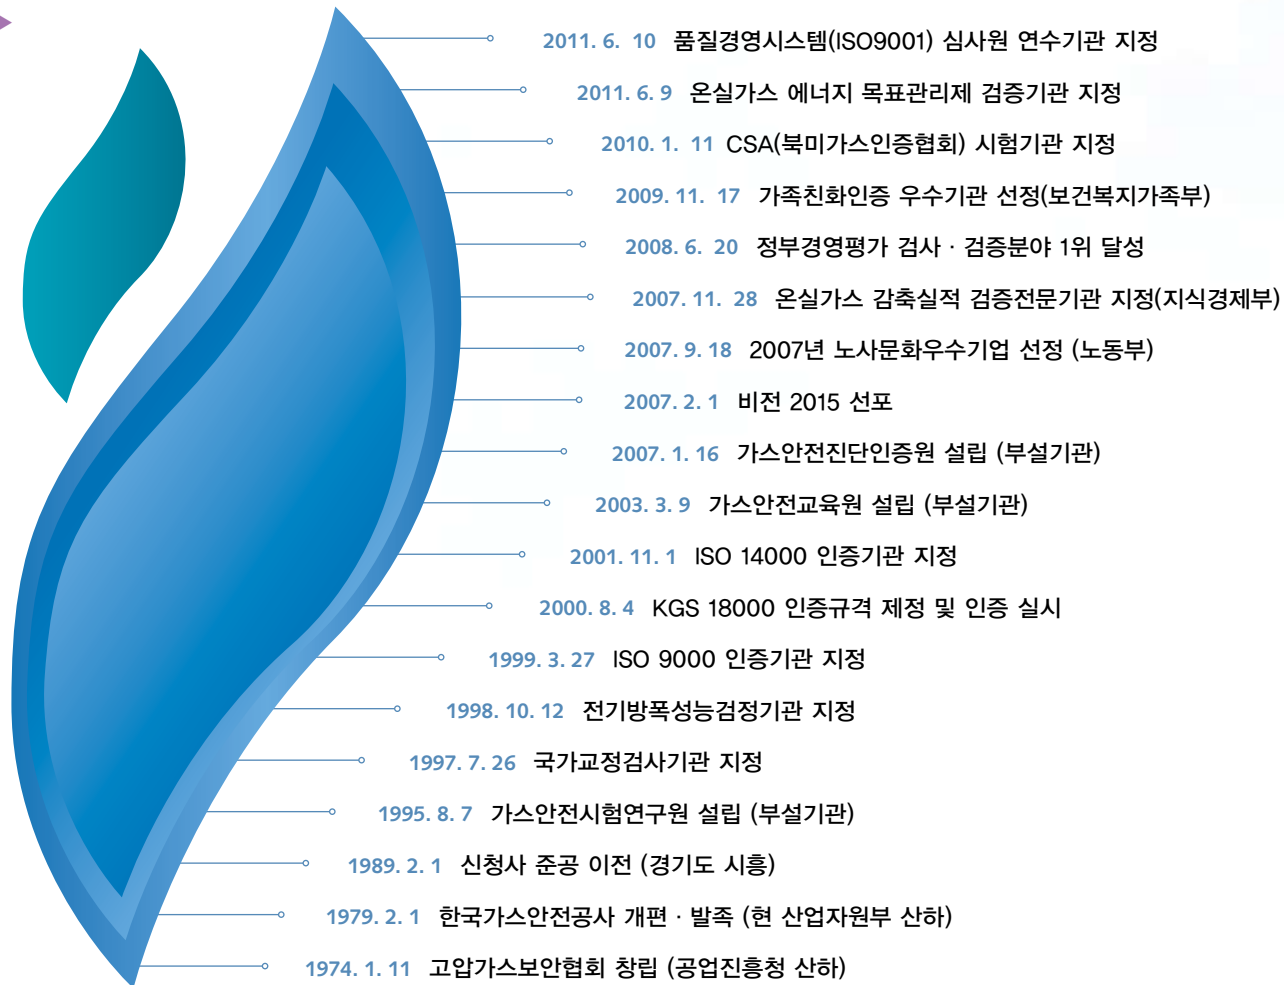 2011. 6. 10 품질경영시스템(ISO9001) 심사원 연수기관 지정
2011. 6. 9 온실가스 에너지 목표관리제 검증기관 지정
2010. 1. 11 CSA(북미가스인증협회) 시험기관 지정
2009. 11. 17 가족친화인증 우수기관 선정(보건복지가족부)
2008. 6. 20 정부경영평가 검사 · 검증분야 1위 달성
2007. 11. 28 온실가스 감축실적 검증전문기관 지정(지식경제부)
2007. 9. 18 2007년 노사문화우수기업 선정 (노동부)
2007. 2. 1 비전 2015 선포
2007. 1. 16 가스안전진단인증원 설립 (부설기관)
2003. 3. 9 가스안전교육원 설립 (부설기관)
2001. 11. 1 ISO 14000 인증기관 지정
2000. 8. 4 KGS 18000 인증규격 제정 및 인증 실시
1999. 3. 27 ISO 9000 인증기관 지정
1998. 10. 12 전기방폭성능검정기관 지정
1997. 7. 26 국가교정검사기관 지정
1995. 8. 7 가스안전시험연구원 설립 (부설기관)
1989. 2. 1 신청사 준공 이전 (경기도 시흥)
1979. 2. 1 한국가스안전공사 개편 · 발족 (현 산업자원부 산하)
1974. 1. 11 고압가스보안협회 창립 (공업진흥청 산하)